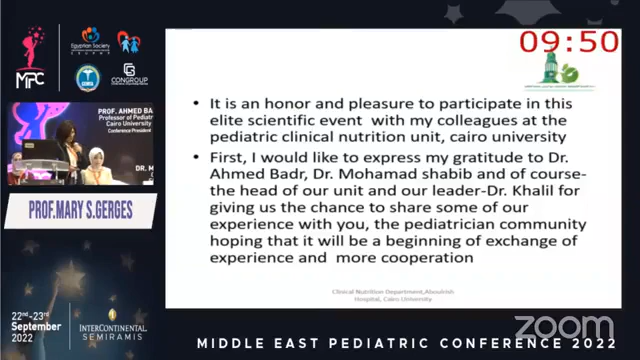 MPC
Egyptian Society
CONGROUP
PROF. AHMED BA
Professor of Pediatri
Cairo University
Conference President
DR. M
PROF.MARY S.GERGES
22nd-23rd
September
2022
INTERCONTINENTAL
SEMIRAMIS
09:50
• It is an honor and pleasure to participate in this
elite scientific event with my colleagues at the
pediatric clinical nutrition unit, cairo university
• First, I would like to express my gratitude to Dr.
Ahmed Badr, Dr. Mohamad shabib and of course-
the head of our unit and our leader-Dr. Khalil for
giving us the chance to share some of our
experience with you, the pediatrician community
hoping that it will be a beginning of exchange of
experience and more cooperation
Clinical Nutrition Department,Aboulrish
Hospital, Cairo University
zoom
MIDDLE EAST PEDIATRIC CONFERENCE 2022